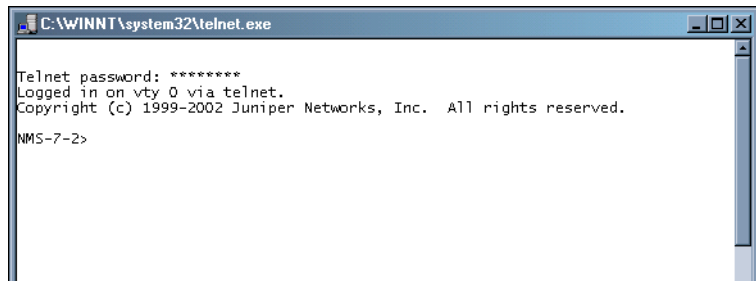 C:\WINNT\system32\telnet.exe
Telnet password: ********
Logged in on vty 0 via telnet.
Copyright (c) 1999-2002 Juniper Networks, Inc.  All rights reserved.
NMS-7-2>